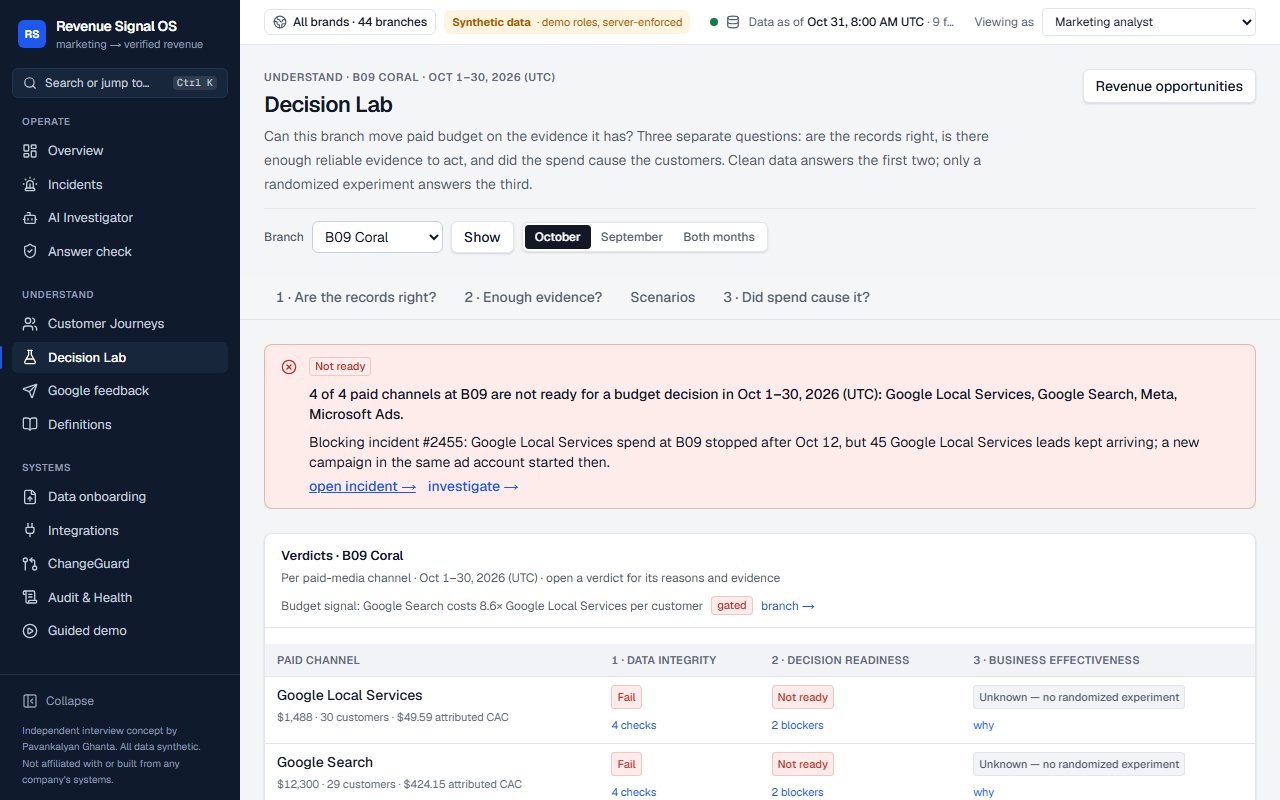 RS
Revenue Signal OS
marketing → verified revenue
Search or jump to... Ctrl K
OPERATE
Overview
Incidents
AI Investigator
Answer check
UNDERSTAND
Customer Journeys
Decision Lab
Google feedback
Definitions
SYSTEMS
Data onboarding
Integrations
ChangeGuard
Audit & Health
Guided demo
Collapse
Independent interview concept by
Pavankalyan Ghanta. All data synthetic.
Not affiliated with or built from any
company's systems.
All brands · 44 branches
Synthetic data · demo roles, server-enforced
Data as of Oct 31, 8:00 AM UTC · 9 f...
Viewing as
Marketing analyst
UNDERSTAND · B09 CORAL · OCT 1–30, 2026 (UTC)
Decision Lab
Revenue opportunities
Can this branch move paid budget on the evidence it has? Three separate questions: are the records right, is there
enough reliable evidence to act, and did the spend cause the customers. Clean data answers the first two; only a
randomized experiment answers the third.
Branch B09 Coral Show October September Both months
1 · Are the records right? 2 · Enough evidence? Scenarios 3 · Did spend cause it?
Not ready
4 of 4 paid channels at B09 are not ready for a budget decision in Oct 1–30, 2026 (UTC): Google Local Services, Google Search, Meta,
Microsoft Ads.
Blocking incident #2455: Google Local Services spend at B09 stopped after Oct 12, but 45 Google Local Services leads kept arriving; a new
campaign in the same ad account started then.
open incident → investigate →
Verdicts · B09 Coral
Per paid-media channel · Oct 1–30, 2026 (UTC) · open a verdict for its reasons and evidence
Budget signal: Google Search costs 8.6× Google Local Services per customer gated branch →
PAID CHANNEL 1 · DATA INTEGRITY 2 · DECISION READINESS 3 · BUSINESS EFFECTIVENESS
Google Local Services Fail Not ready Unknown — no randomized experiment
$1,488 · 30 customers · $49.59 attributed CAC 4 checks 2 blockers why
Google Search Fail Not ready Unknown — no randomized experiment
$12,300 · 29 customers · $424.15 attributed CAC 4 checks 2 blockers why